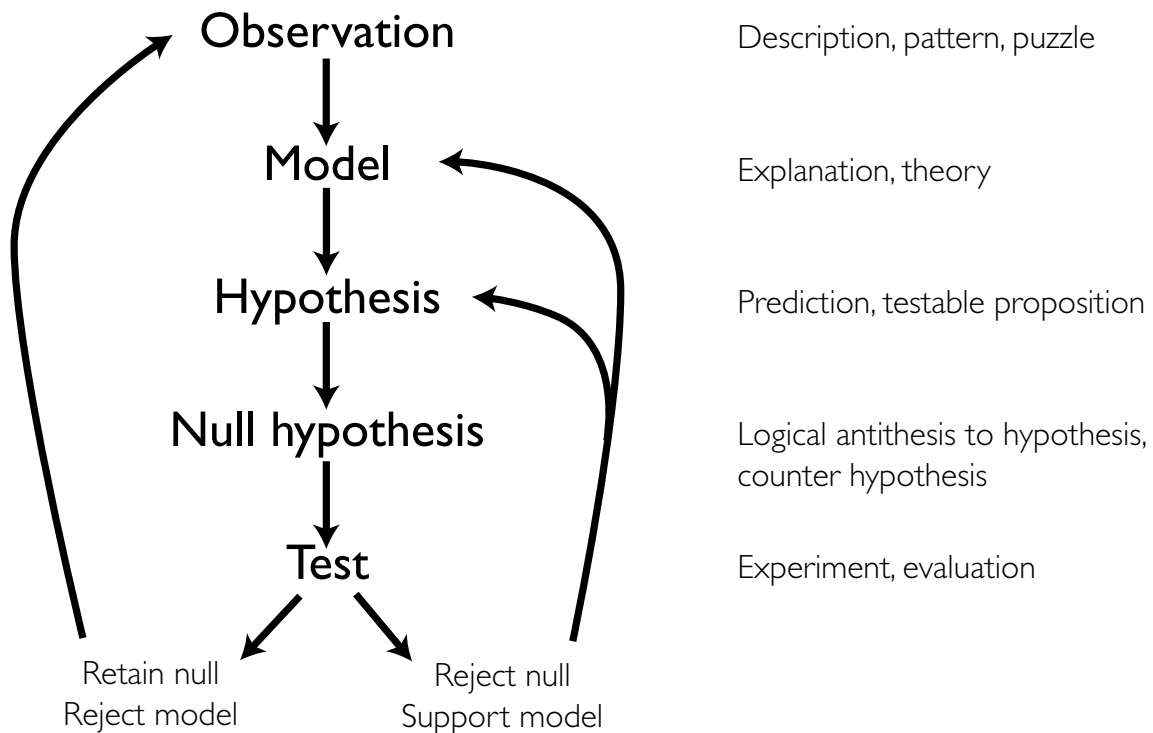 Observation
Description, pattern, puzzle
Model
Explanation, theory
Hypothesis
Prediction, testable proposition
Null hypothesis
Logical antithesis to hypothesis,
counter hypothesis
Test
Experiment, evaluation
Retain null
Reject model
Reject null
Support model